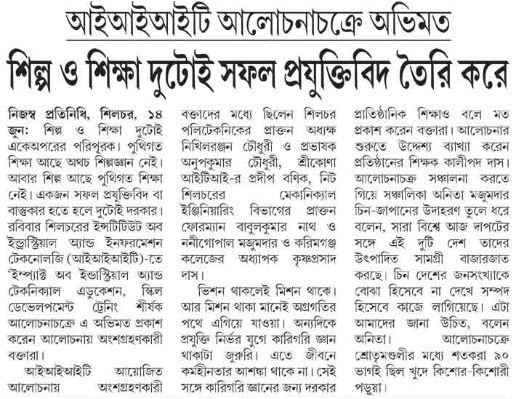 আইআইআইটি আলোচনাচক্রে অভিমত
শিল্প ও শিক্ষা দুটোই সফল প্রযুক্তিবিদ তৈরি করে
নিজস্ব প্রতিনিধি, শিলচর, ১৪
জুন: শিল্প ও শিক্ষা দুটোই
একেঅপরের পরিপূরক। পুথিগত
শিক্ষা আছে অথচ শিল্পজ্ঞান নেই।
আবার শিল্প আছে পুথিগত শিক্ষা
নেই। একজন সফল প্রযুক্তিবিদ বা
বাস্তুকার হতে হলে দুটোই দরকার।
রবিবার শিলচরের ইন্সটিটিউট অব
ইন্ড্রাস্ট্রিয়াল অ্যান্ড ইনফরমেশন
টেকনোলজি (আইআইআইটি)-তে
'ইম্প্যাক্ট অব ইন্ডাস্ট্রিয়াল অ্যান্ড
টেকনিক্যাল এডুকেশন, স্কিল
ডেভেলপমেন্ট ট্রেনিং শীর্ষক
আলোচনাচক্রে এ অভিমত প্রকাশ
করেন আলোচনায় অংশগ্রহণকারী
বক্তারা।
আইআইআইটি আয়োজিত
আলোচনায় অংশগ্রহণকারী
বক্তাদের মধ্যে ছিলেন শিলচর
পলিটেকনিকের প্রাক্তন অধ্যক্ষ
নিখিলরঞ্জন চৌধুরী ও প্রভাষক
অনুপকুমার চৌধুরী, শ্রীকোণা
আইটিআই-র প্রদীপ বণিক, নিট
শিলচরের মেকানিক্যাল
ইঞ্জিনিয়ারিং বিভাগের প্রাক্তন
ফোরম্যান বাবুলকুমার নাথ ও
ননীগোপাল মজুমদার ও করিমগঞ্জ
কলেজের অধ্যাপক কৃষ্ণপ্রসাদ
দাস।
ভিশন থাকলেই মিশন থাকে।
আর মিশন থাকা মানেই অগ্রগতির
পথে এগিয়ে যাওয়া। অন্যদিকে
প্রযুক্তি নির্ভর যুগে কারিগরি জ্ঞান
থাকাটা জুরুরি। এতে জীবনে
কর্মহীনতার আশঙ্কা থাকে না। সেই
সঙ্গে কারিগরি জ্ঞানের জন্য দরকার
প্রাতিষ্ঠানিক শিক্ষাও বলে মত
প্রকাশ করেন বক্তারা। আলোচনার
শুরুতে উদ্দেশ্য ব্যাখ্যা করেন
প্রতিষ্ঠানের শিক্ষক কালীপদ দাস।
আলোচনাচক্র সঞ্চালনা করতে
গিয়ে সঞ্চালিকা অনিতা মজুমদার
চিন-জাপানের উদাহরণ তুলে ধরে
বলেন, সারা বিশ্বে আজ দাপটের
সঙ্গে এই দুটি দেশ তাদের
উৎপাদিত সামগ্রী বাজারজাত
করছে। চিন দেশের জনসংখ্যাকে
বোঝা হিসেবে না দেখে সম্পদ
হিসেবে কাজে লাগিয়েছে। এটা
আমাদের জানা উচিত, বলেন
অনিতা। আলোচনাচক্রে
শ্রোতৃমণ্ডলীর মধ্যে শতকরা ৯০
ভাগই ছিল খুদে কিশোর-কিশোরী
পড়ুয়া।